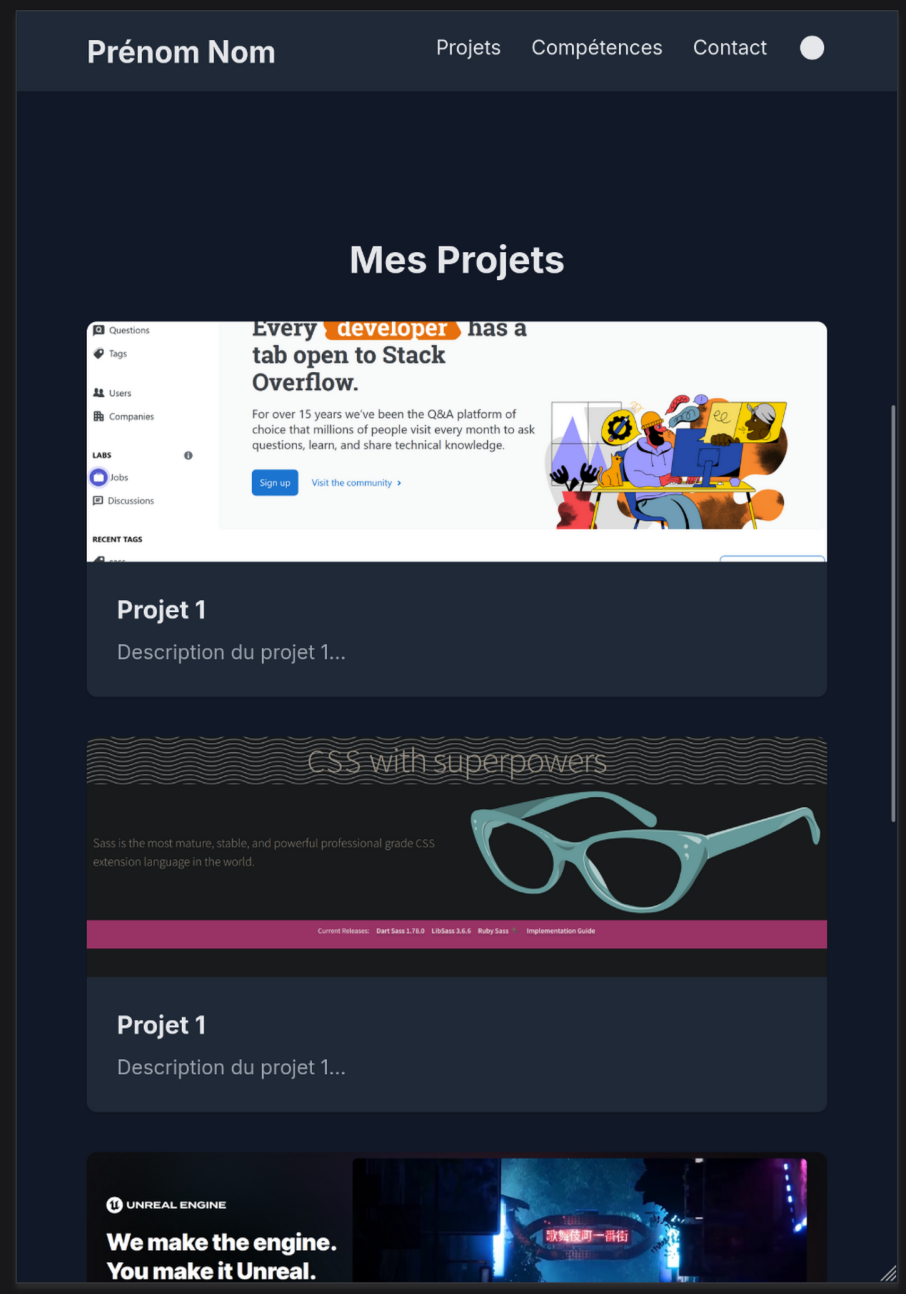 Prénom Nom
Projets
Compétences
Contact
Mes Projets
Questions
Tags
Users
Companies
LABS
Jobs
Discussions
RECENT TAGS
Every developer has a
tab open to Stack
Overflow.
For over 15 years we've been the Q&A platform of
choice that millions of people visit every month to ask
questions, learn, and share technical knowledge.
Sign up
Visit the community
Projet 1
Description du projet 1...
CSS with superpowers
Sass is the most mature, stable, and powerful professional grade CSS
extension language in the world.
Current Releases: Dart Sass 1.78.0 LibSass 3.6.6 Ruby Sass Implementation Guide
Projet 1
Description du projet 1...
UNREAL ENGINE
We make the engine.
You make it Unreal.
歌舞伎町一番街